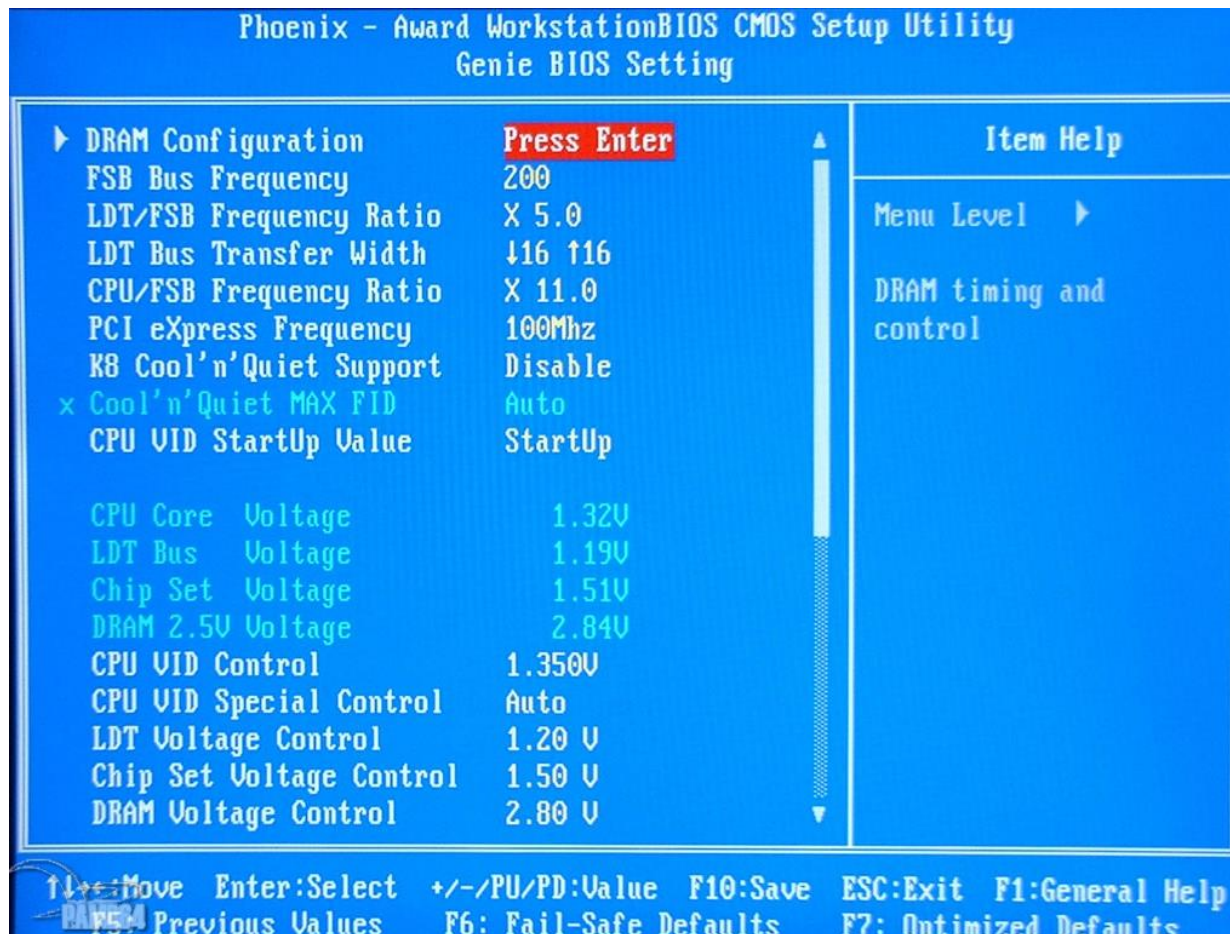 Phoenix - Award WorkstationBIOS CMOS Setup Utility
Genie BIOS Setting
DRAM Configuration Press Enter
FSB Bus Frequency 200
LDT/FSB Frequency Ratio X 5.0
LDT Bus Transfer Width ↓16 ↑16
CPU/FSB Frequency Ratio X 11.0
PCI eXpress Frequency 100Mhz
K8 Cool'n'Quiet Support Disable
x Cool'n'Quiet MAX FID Auto
CPU VID StartUp Value StartUp
CPU Core Voltage 1.32V
LDT Bus Voltage 1.19V
Chip Set Voltage 1.51V
DRAM 2.5V Voltage 2.84V
CPU VID Control 1.350V
CPU VID Special Control Auto
LDT Voltage Control 1.20 V
Chip Set Voltage Control 1.50 V
DRAM Voltage Control 2.80 V
Item Help
Menu Level
DRAM timing and
control
↑↓→←:Move Enter:Select +/-/PU/PD:Value F10:Save ESC:Exit F1:General Help
F5: Previous Values F6: Fail-Safe Defaults F7: Optimized Defaults